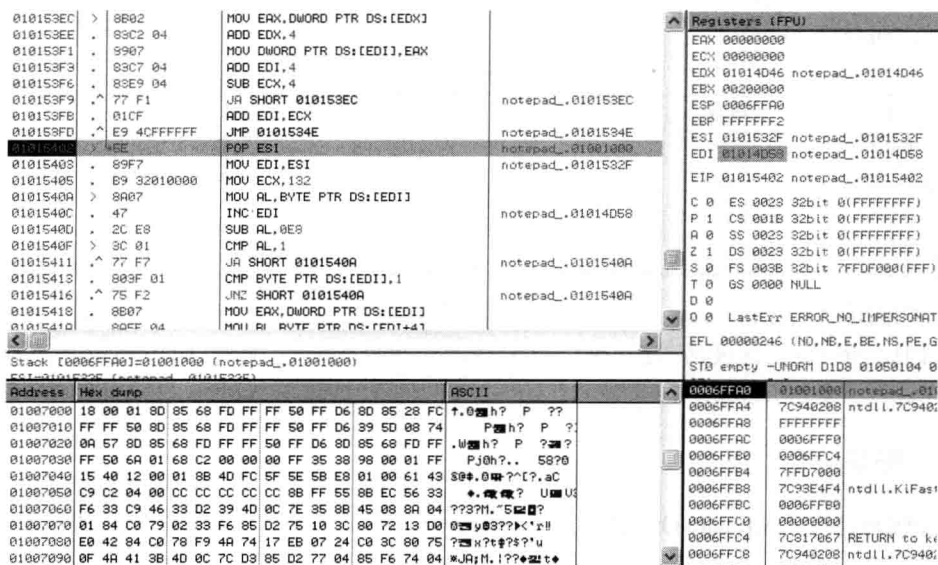 010153EC > 8B02 MOV EAX,DWORD PTR DS:[EDX]
010153EE . 83C2 04 ADD EDX,4
010153F1 . 8907 MOV DWORD PTR DS:[EDI],EAX
010153F3 . 83C7 04 ADD EDI,4
010153F6 . 83E9 04 SUB ECX,4
010153F9 .^ 77 F1 JA SHORT 010153EC notepad_.010153EC
010153FB . 01CF ADD EDI,ECX
010153FD .^ E9 4CFFFFFF JMP 0101534E notepad_.0101534E
01015402 > 5E POP ESI notepad_.01001000
01015403 . 89F7 MOV EDI,ESI notepad_.0101532F
01015405 . B9 32010000 MOV ECX,132
0101540A > 8A07 MOV AL,BYTE PTR DS:[EDI]
0101540C . 47 INC EDI notepad_.01014D58
0101540D . 2C E8 SUB AL,0E8
0101540F > 3C 01 CMP AL,1
01015411 .^ 77 F7 JA SHORT 0101540A notepad_.0101540A
01015413 . 803F 01 CMP BYTE PTR DS:[EDI],1
01015416 .^ 75 F2 JNZ SHORT 0101540A notepad_.0101540A
01015418 . 8B07 MOV EAX,DWORD PTR DS:[EDI]
0101541A . 8A5F 04 MOV BL,BYTE PTR DS:[EDI+4]
Stack [0006FFA0]=01001000 (notepad_.01001000)
ESI=0101532F (notepad_.0101532F)
Registers (FPU)
EAX 00000000
ECX 00000000
EDX 01014D46 notepad_.01014D46
EBX 00200000
ESP 0006FFA0
EBP FFFFFFF2
ESI 0101532F notepad_.0101532F
EDI 01014D58 notepad_.01014D58
EIP 01015402 notepad_.01015402
C 0 ES 0023 32bit 0(FFFFFFFF)
P 1 CS 001B 32bit 0(FFFFFFFF)
A 0 SS 0023 32bit 0(FFFFFFFF)
Z 1 DS 0023 32bit 0(FFFFFFFF)
S 0 FS 003B 32bit 7FFDF000(FFF)
T 0 GS 0000 NULL
D 0
O 0 LastErr ERROR_NO_IMPERSONAT
EFL 00000246 (NO,NB,E,BE,NS,PE,G
ST0 empty -UNORM D1D8 01050104 0
Address Hex dump ASCII
01007000 18 00 01 8D 85 68 FD FF FF 50 FF D6 8D 85 28 FC
01007010 FF FF 50 8D 85 68 FD FF FF 50 FF D6 39 5D 08 74
01007020 0A 57 8D 85 68 FD FF FF 50 FF D6 8D 85 68 FD FF
01007030 FF 50 6A 01 68 C2 00 00 00 FF 35 38 98 00 01 FF
01007040 15 40 12 00 01 8B 4D FC 5F 5E 5B E8 01 00 61 43
01007050 C9 C2 04 00 CC CC CC CC CC 8B FF 55 8B EC 56 33
01007060 F6 33 C9 46 33 D2 39 4D 0C 7E 35 8B 45 08 8A 04
01007070 01 84 C0 79 02 33 F6 85 D2 75 10 3C 80 72 13 D0
01007080 E0 42 84 C0 78 F9 4A 74 17 EB 07 24 C0 3C 80 75
01007090 0F 4A 41 3B 4D 0C 7C D3 85 D2 77 04 85 F6 74 04
0006FFA0 01001000 notepad_.010
0006FFA4 7C940208 ntdll.7C9402
0006FFA8 FFFFFFFF
0006FFAC 0006FFF0
0006FFB0 0006FFC4
0006FFB4 7FFD7000
0006FFB8 7C93E4F4 ntdll.KiFast
0006FFBC 0006FFB0
0006FFC0 00000000
0006FFC4 7C817067 RETURN to ke
0006FFC8 7C940208 ntdll.7C940